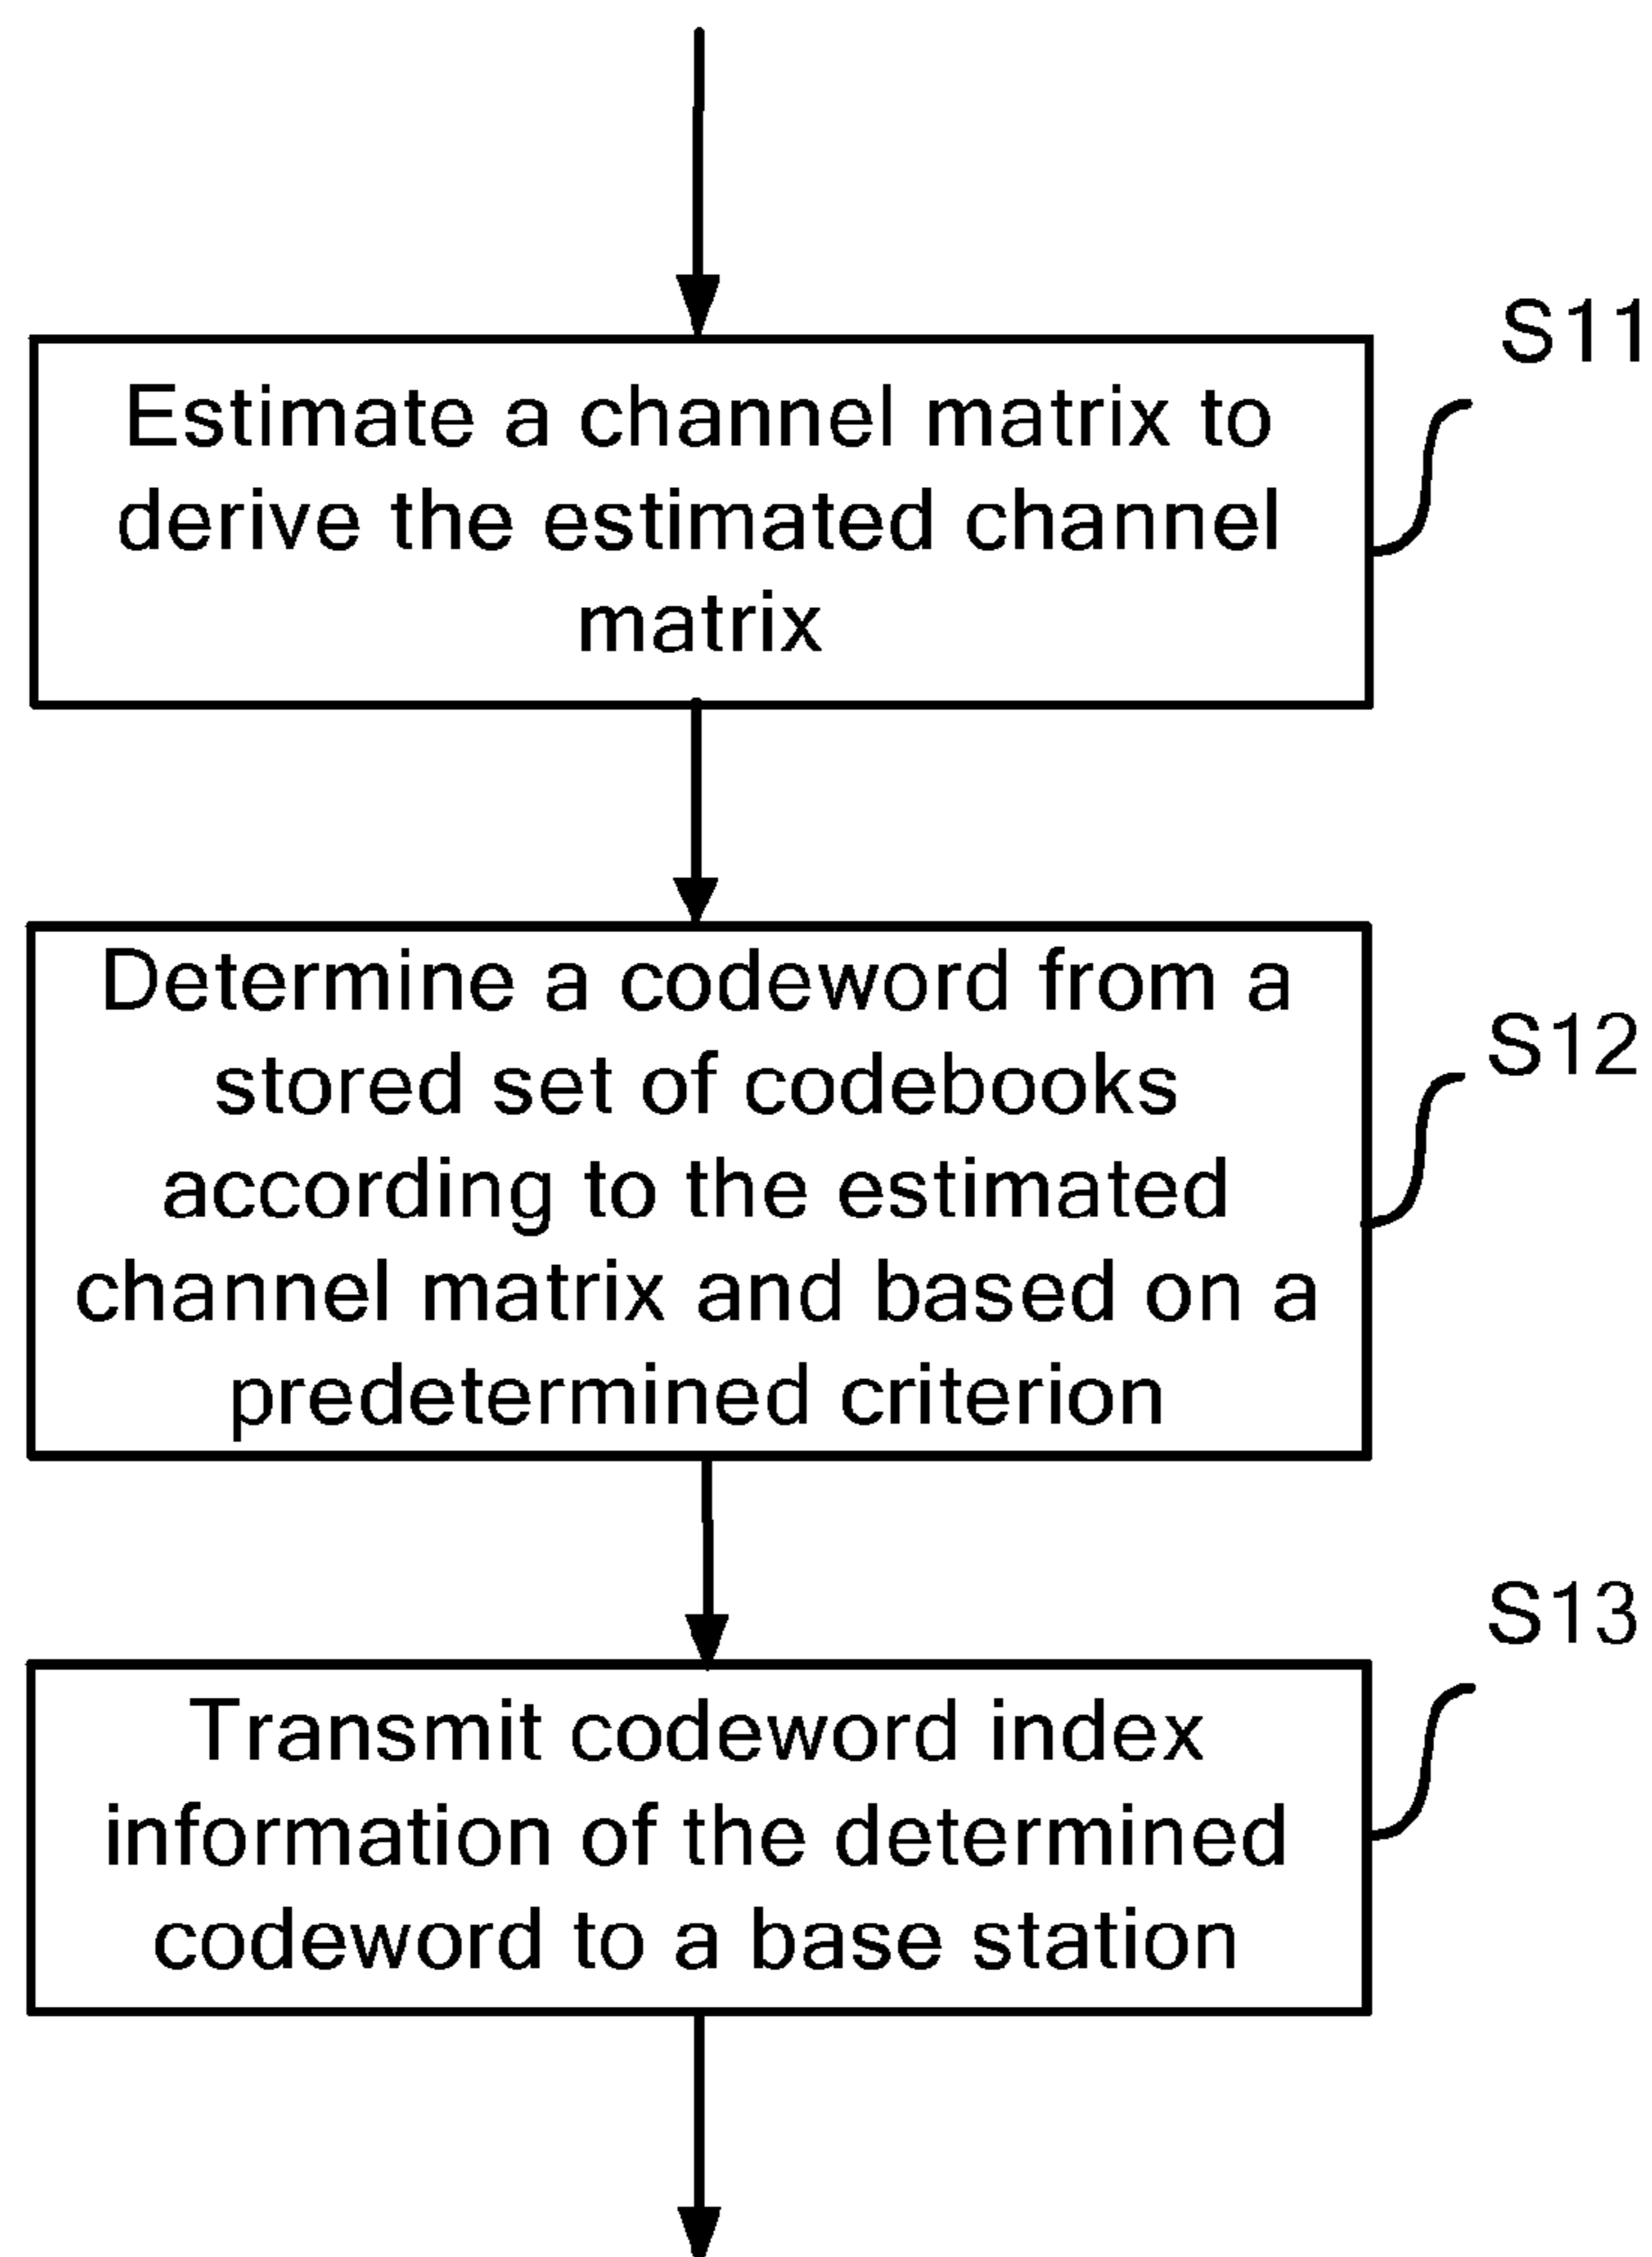 S11
Estimate a channel matrix to
derive the estimated channel
matrix
Determine a codeword from a
S12
stored set of codebooks
according to the estimated
channel matrix and based on a
predetermined criterion
S13
Transmit codeword index
information of the determined
codeword to a base station